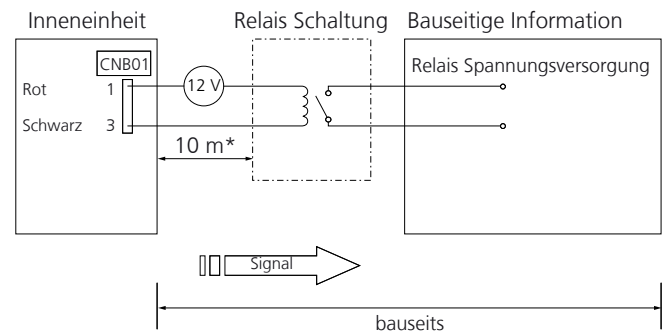 Inneneinheit
Relais Schaltung
Bauseitige Information
CNB01
12 V
Relais Spannungsversorgung
Rot 1
Schwarz 3
10 m*
Signal
bauseits